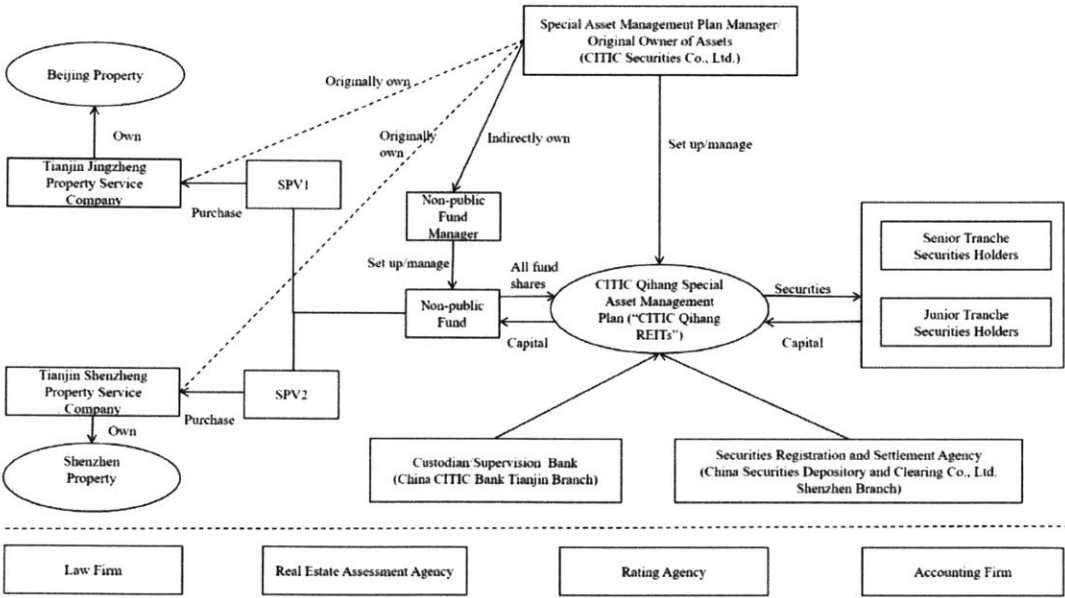 Special Asset Management Plan Manager/
Original Owner of Assets
(CITIC Securities Co., Ltd.)
Beijing Property
Originally own
Own
Originally
own
Indirectly own
Set up/manage
Tianjin Jingzheng
Property Service
Company
SPV1
Purchase
Non-public
Fund
Manager
Set up/manage
All fund
shares
Non-public
Fund
Capital
CITIC Qihang Special
Asset Management
Plan (“CITIC Qihang
REITs”)
Securities
Capital
Senior Tranche
Securities Holders
Junior Tranche
Securities Holders
Tianjin Shenzheng
Property Service
Company
SPV2
Purchase
Own
Shenzhen
Property
Custodian/Supervision Bank
(China CITIC Bank Tianjin Branch)
Securities Registration and Settlement Agency
(China Securities Depository and Clearing Co., Ltd.
Shenzhen Branch)
Law Firm
Real Estate Assessment Agency
Rating Agency
Accounting Firm